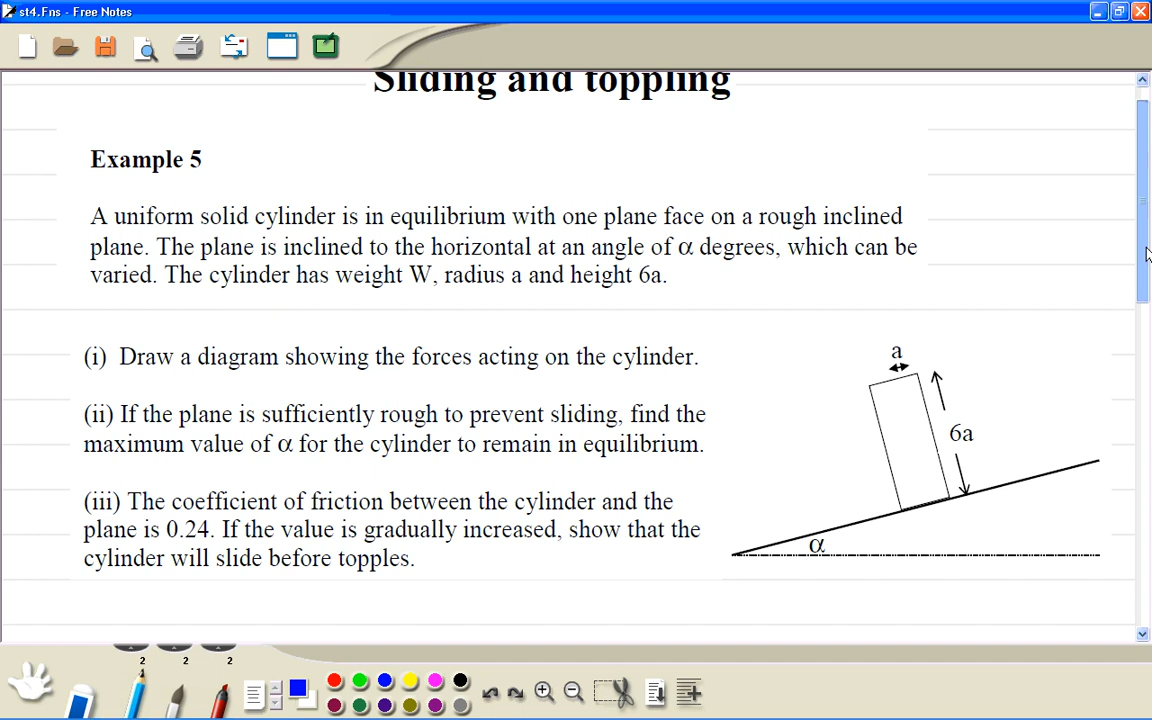 st4.Fns - Free Notes
Sliding and toppling
Example 5
A uniform solid cylinder is in equilibrium with one plane face on a rough inclined
plane. The plane is inclined to the horizontal at an angle of α degrees, which can be
varied. The cylinder has weight W, radius a and height 6a.
(i) Draw a diagram showing the forces acting on the cylinder.
(ii) If the plane is sufficiently rough to prevent sliding, find the
maximum value of α for the cylinder to remain in equilibrium.
(iii) The coefficient of friction between the cylinder and the
plane is 0.24. If the value is gradually increased, show that the
cylinder will slide before topples.
a
6a
α
2 2 2